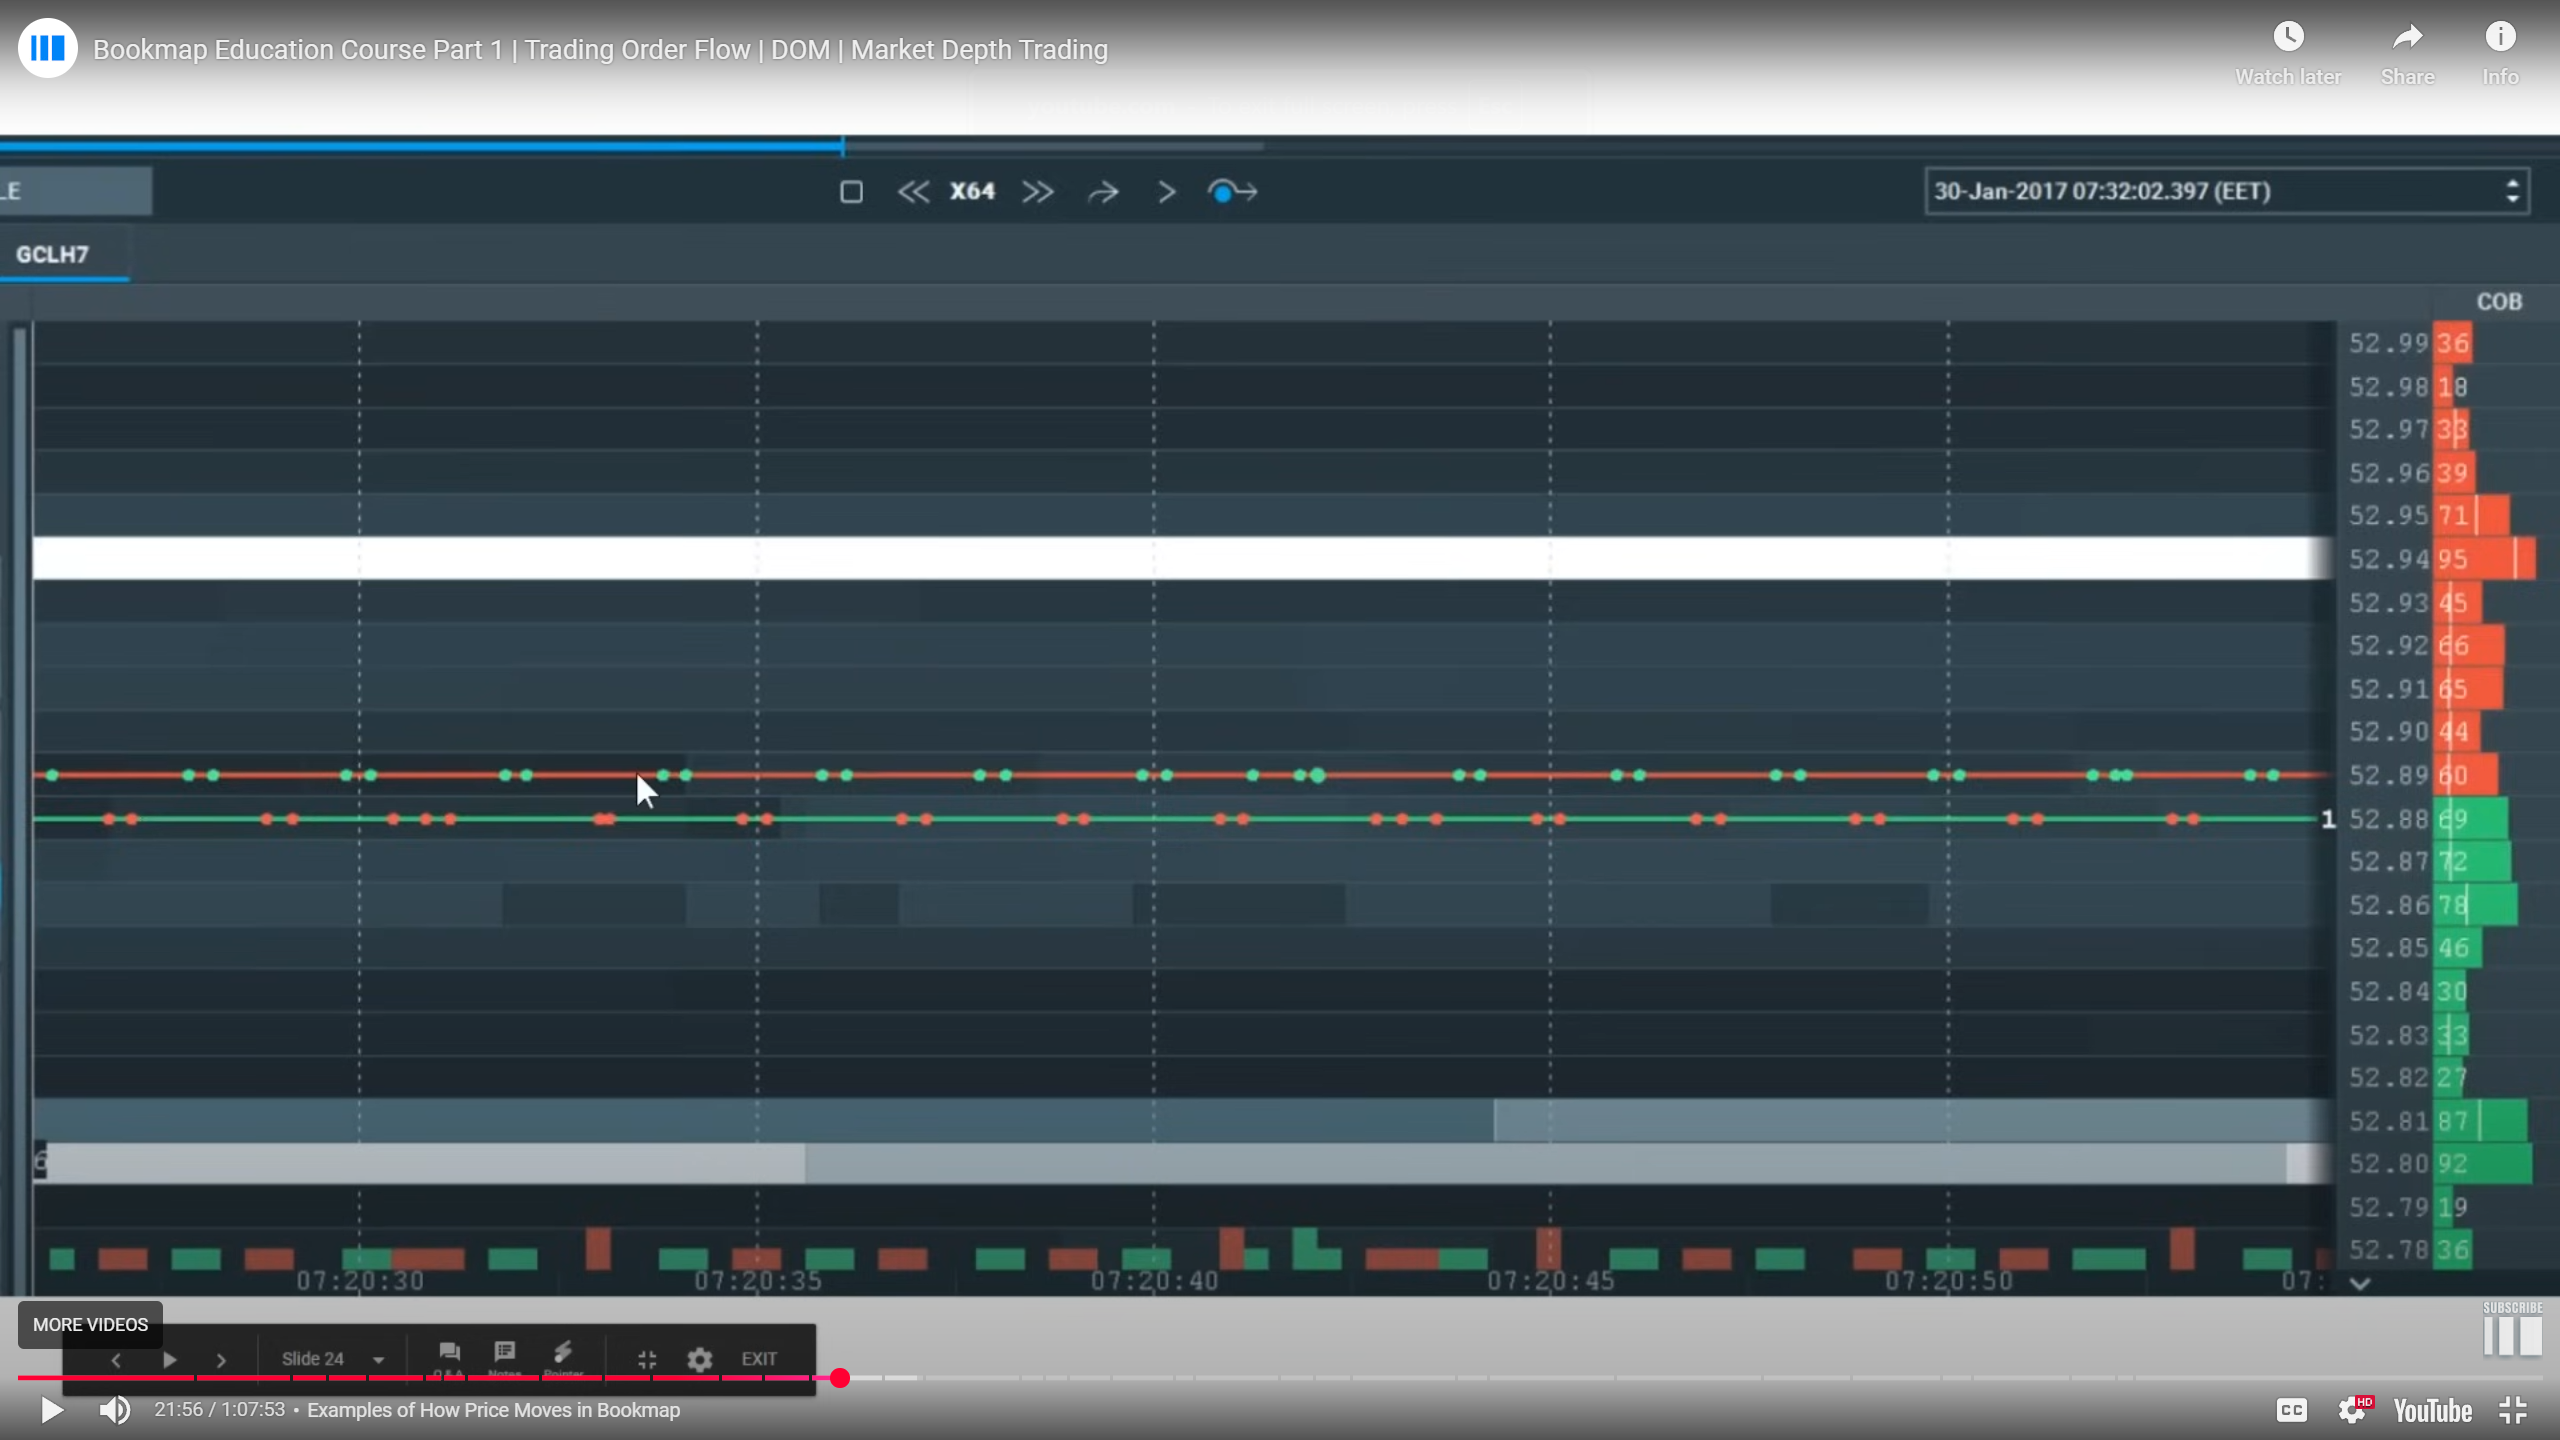 Bookmap Education Course Part 1 | Trading Order Flow | DOM | Market Depth Trading
Watch later
Share
Info
LE
X64
30-Jan-2017 07:32:02.397 (EET)
GCLH7
COB
52.99 36
52.98 18
52.97 33
52.96 39
52.95 71
52.94 95
52.93 45
52.92 66
52.91 65
52.90 44
52.89 60
1 52.88 69
52.87 72
52.86 78
52.85 46
52.84 30
52.83 33
52.82 27
52.81 87
6
52.80 92
52.79 19
52.78 36
07:20:30 07:20:35 07:20:40 07:20:45 07:20:50 07:
MORE VIDEOS
SUBSCRIBE
Slide 24
Q&A
Notes
Pointer
EXIT
21:56 / 1:07:53 • Examples of How Price Moves in Bookmap
CC
HD
YouTube